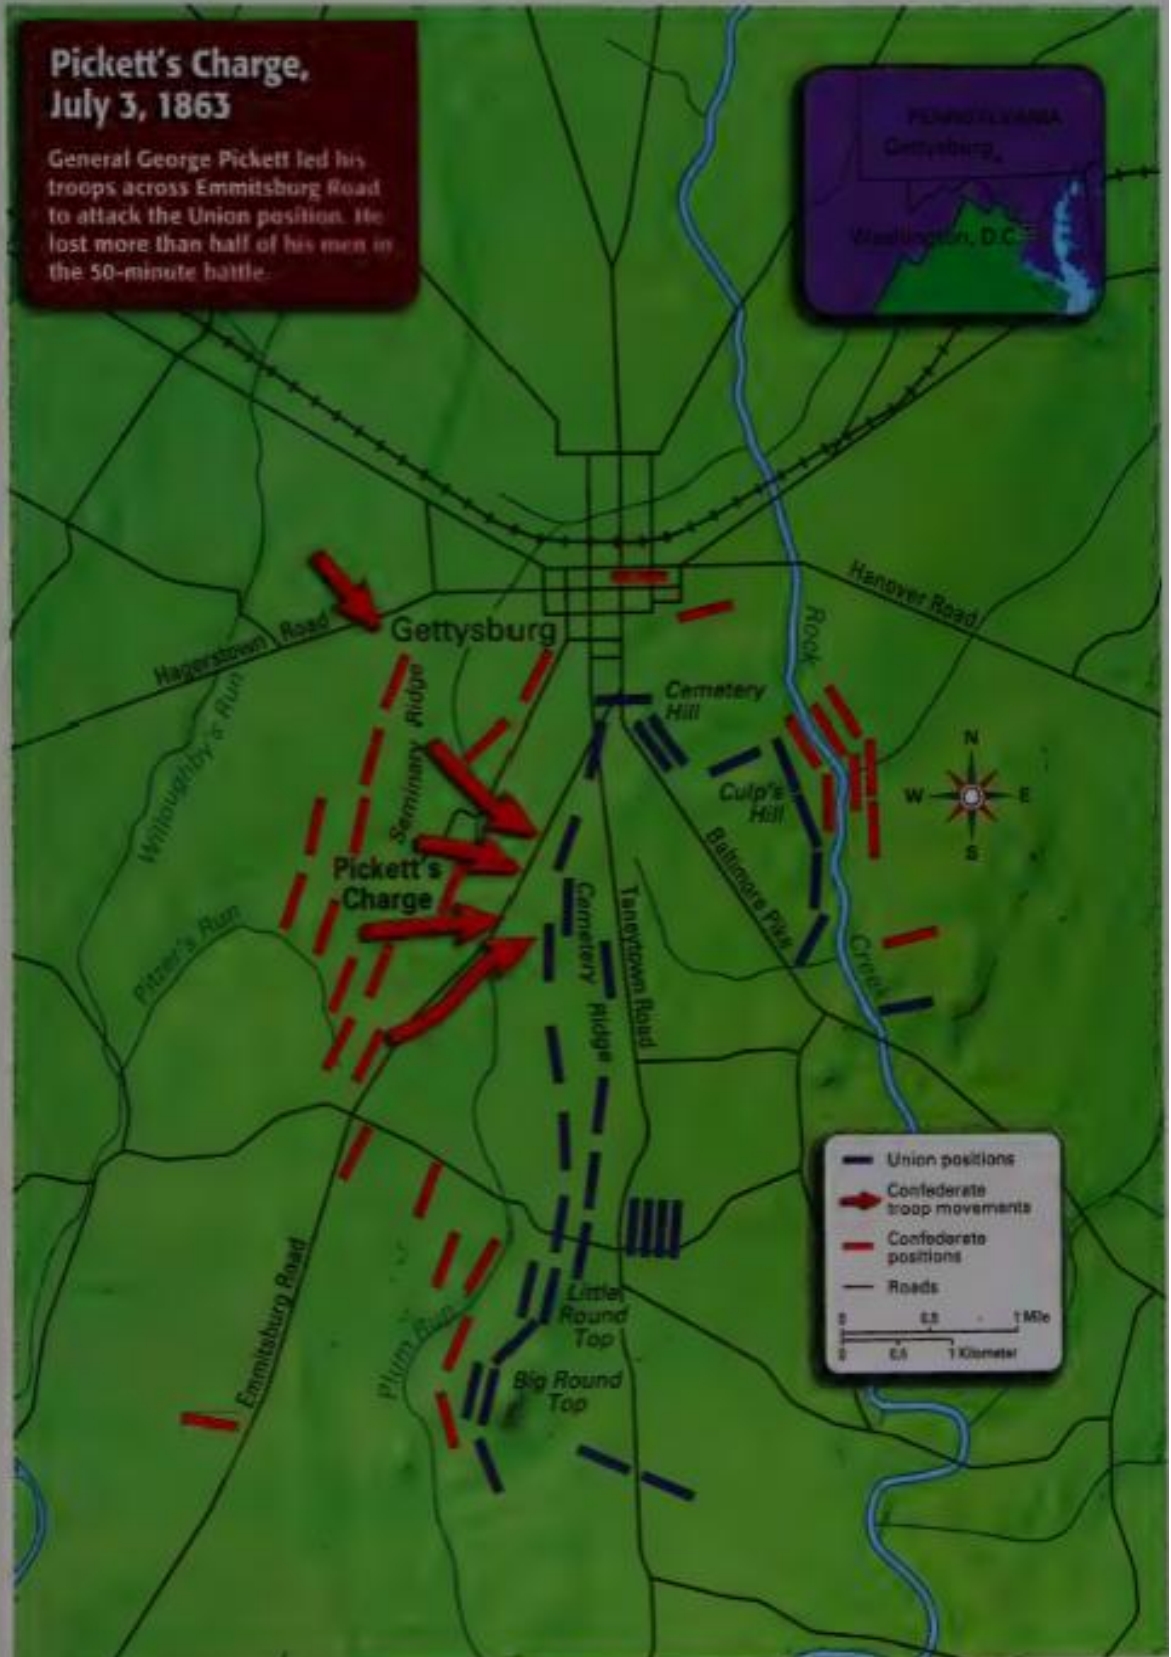 Pickett's Charge,
July 3, 1863
General George Pickett led his
troops across Emmitsburg Road
to attack the Union position. He
lost more than half of his men in
the 50-minute battle.
PENNSYLVANIA
Gettysburg
Washington, D.C.
Hanover Road
Hagerstown Road
Gettysburg
Rock
Creek
Willoughby's Run
Seminary Ridge
Cemetery
Hill
Culp's
Hill
N
W
E
S
Pickett's
Charge
Baltimore Pike
Pitzer's Run
Cemetery Ridge
Taneytown Road
Emmitsburg Road
Plum Run
Little
Round
Top
Big Round
Top
Union positions
Confederate
troop movements
Confederate
positions
Roads
0 0.5 1 Mile
0 0.5 1 Kilometer